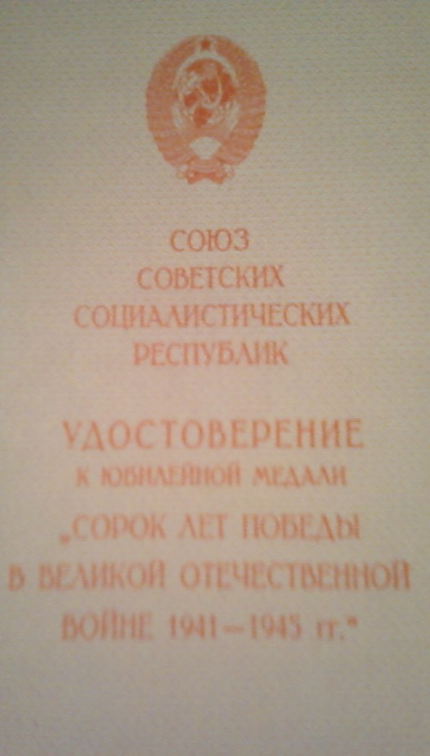 СОЮЗ
СОВЕТСКИХ
СОЦИАЛИСТИЧЕСКИХ
РЕСПУБЛИК
УДОСТОВЕРЕНИЕ
К ЮБИЛЕЙНОЙ МЕДАЛИ
„СОРОК ЛЕТ ПОБЕДЫ
В ВЕЛИКОЙ ОТЕЧЕСТВЕННОЙ
ВОЙНЕ 1941—1945 гг.“